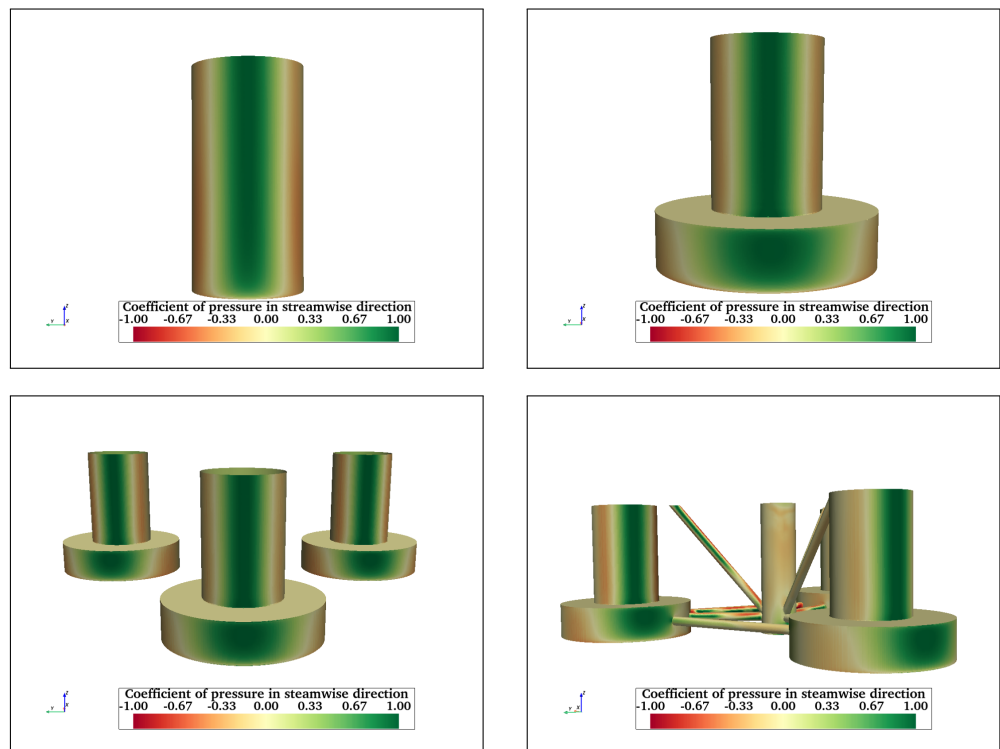 Coefficient of pressure in streamwise direction
-1.00 -0.67 -0.33 0.00 0.33 0.67 1.00
Z
Y X
Coefficient of pressure in streamwise direction
-1.00 -0.67 -0.33 0.00 0.33 0.67 1.00
Z
Y X
Coefficient of pressure in steamwise direction
-1.00 -0.67 -0.33 0.00 0.33 0.67 1.00
Z
Y X
Coefficient of pressure in steamwise direction
-1.00 -0.67 -0.33 0.00 0.33 0.67 1.00
Z
Y X